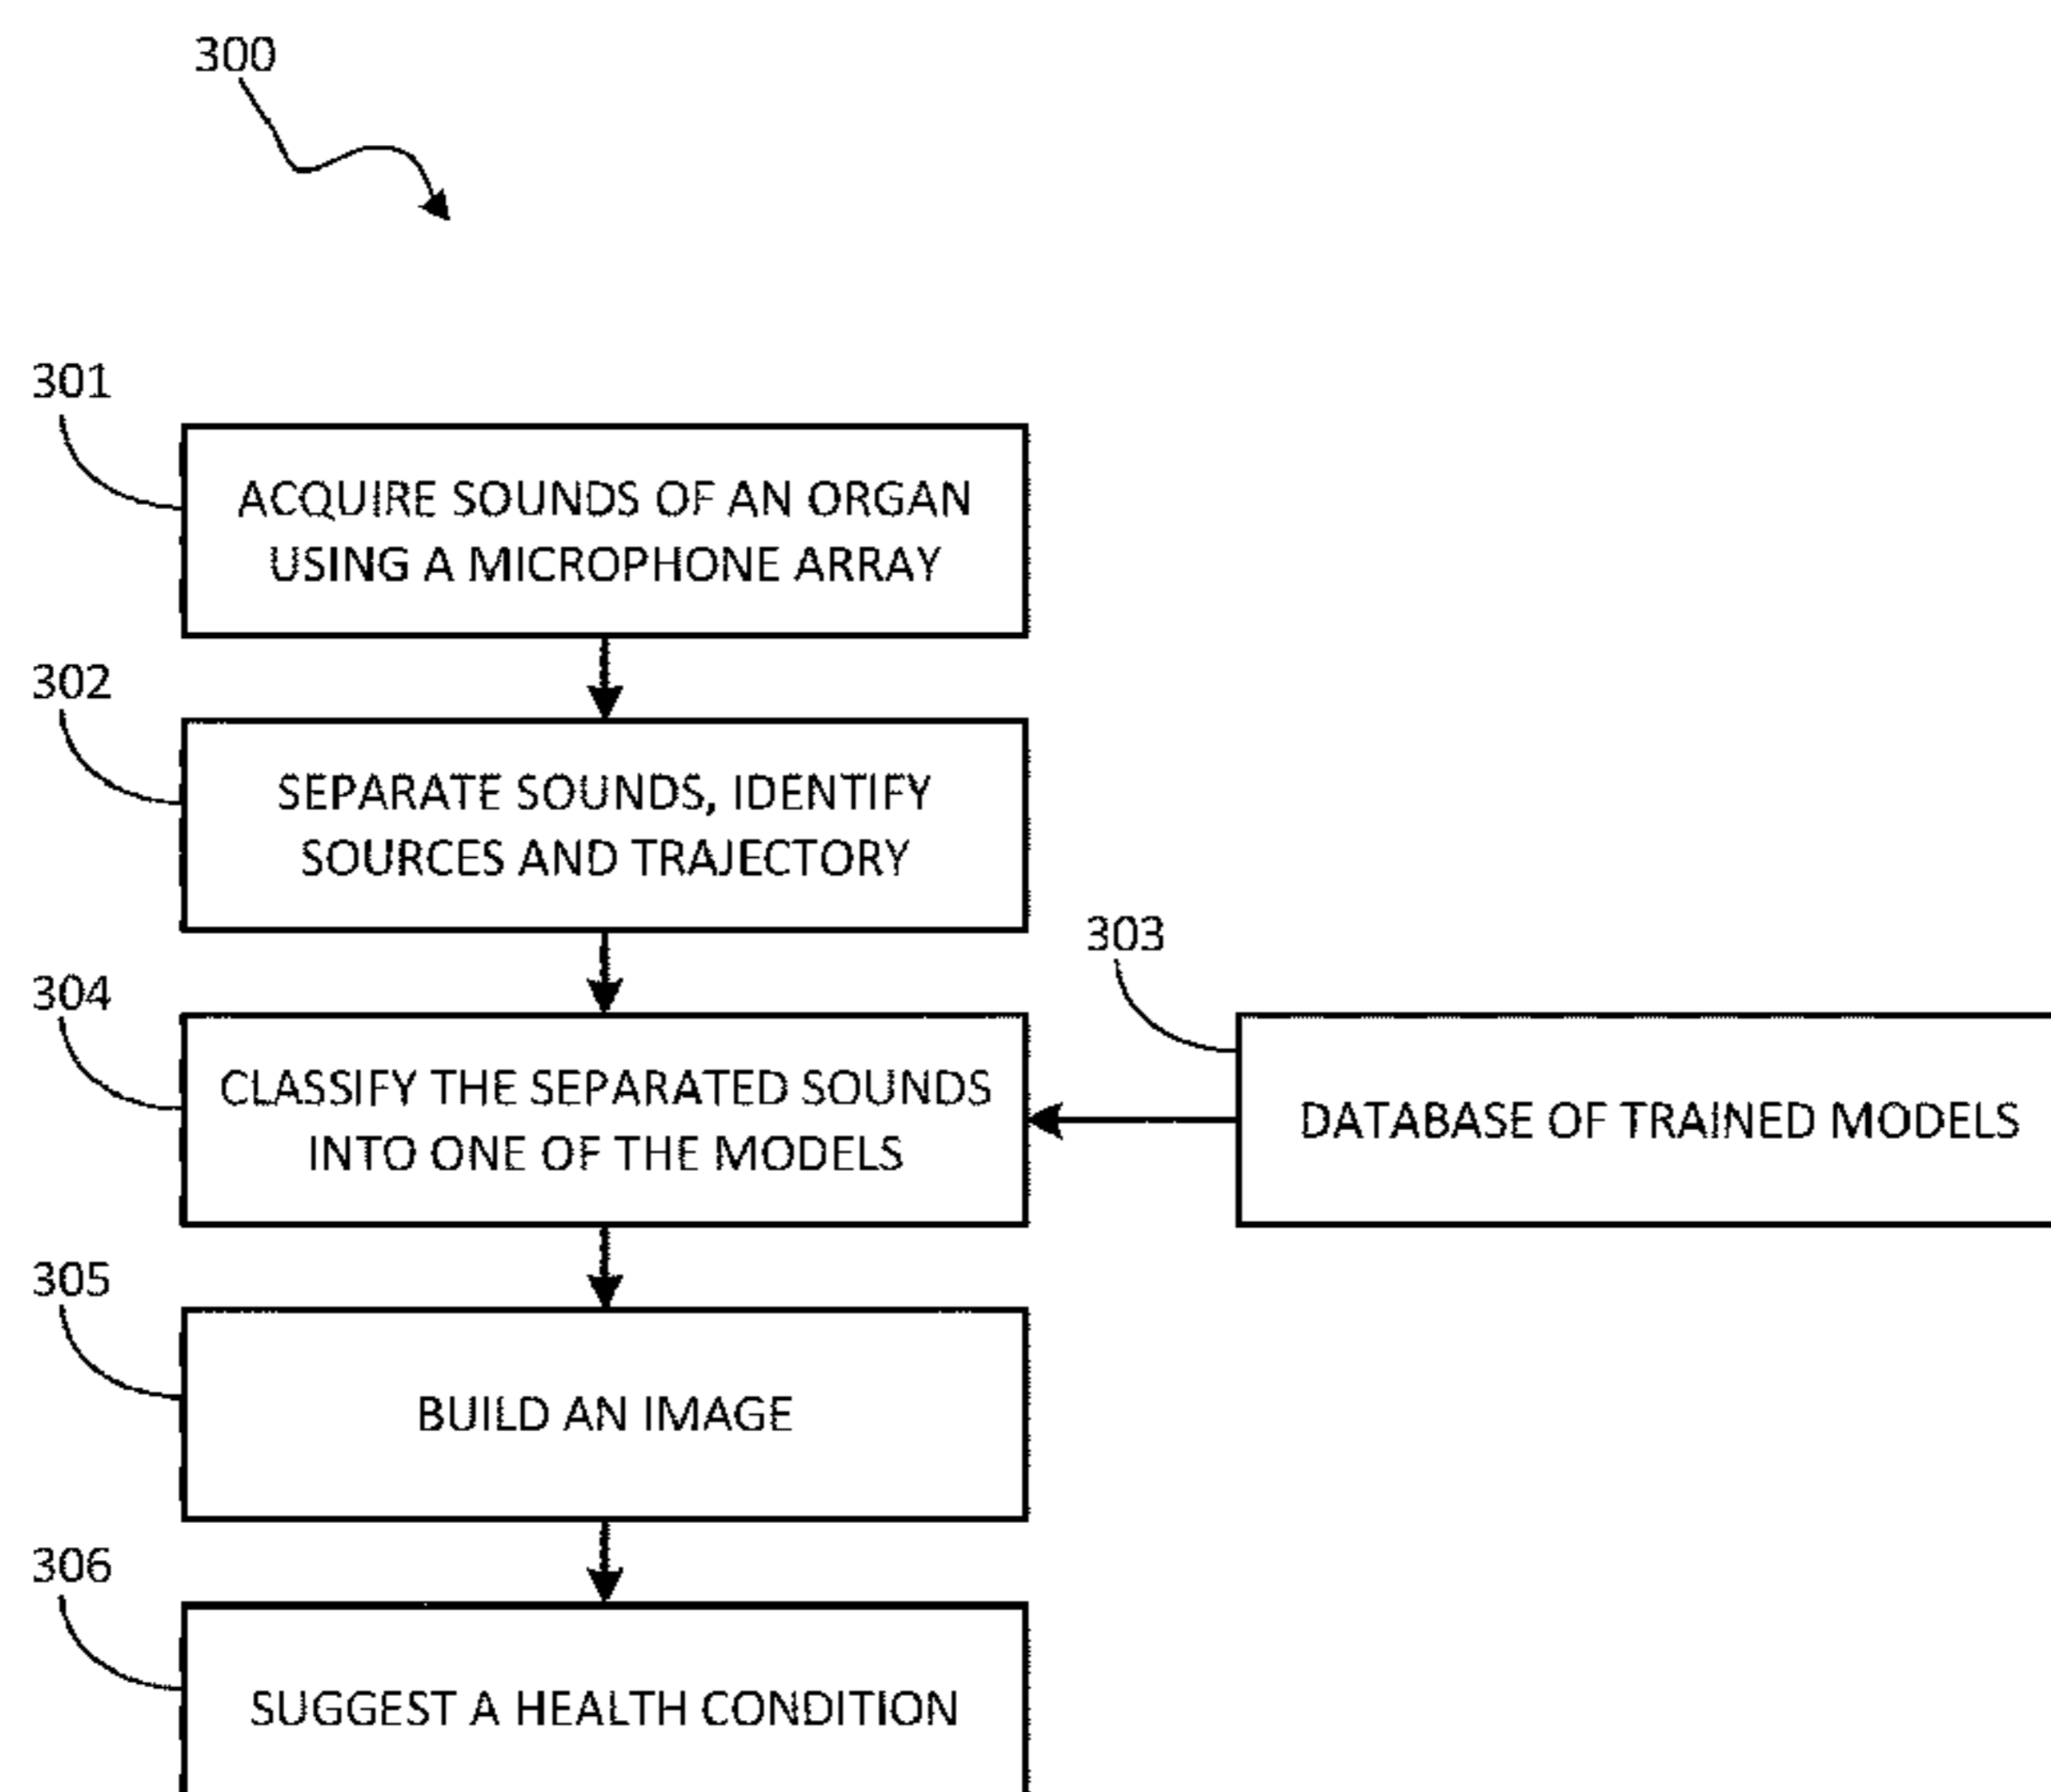 300
301
ACQUIRE SOUNDS OF AN ORGAN
USING A MICROPHONE ARRAY
302
SEPARATE SOUNDS, IDENTIFY
SOURCES AND TRAJECTORY
303
304
CLASSIFY THE SEPARATED SOUNDS
INTO ONE OF THE MODELS
DATABASE OF TRAINED MODELS
305
BUILD AN IMAGE
306
SUGGEST A HEALTH CONDITION